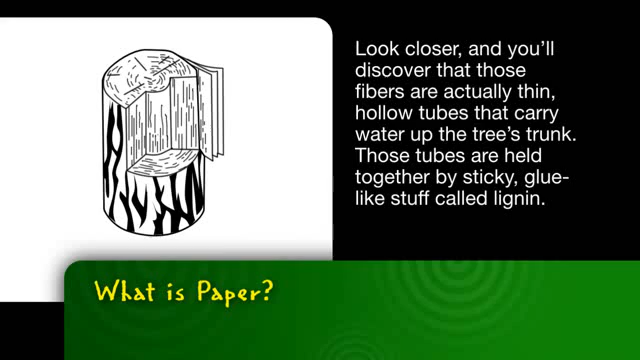 Look closer, and you’ll
discover that those
fibers are actually thin,
hollow tubes that carry
water up the tree’s trunk.
Those tubes are held
together by sticky, glue-
like stuff called lignin.
What is Paper?